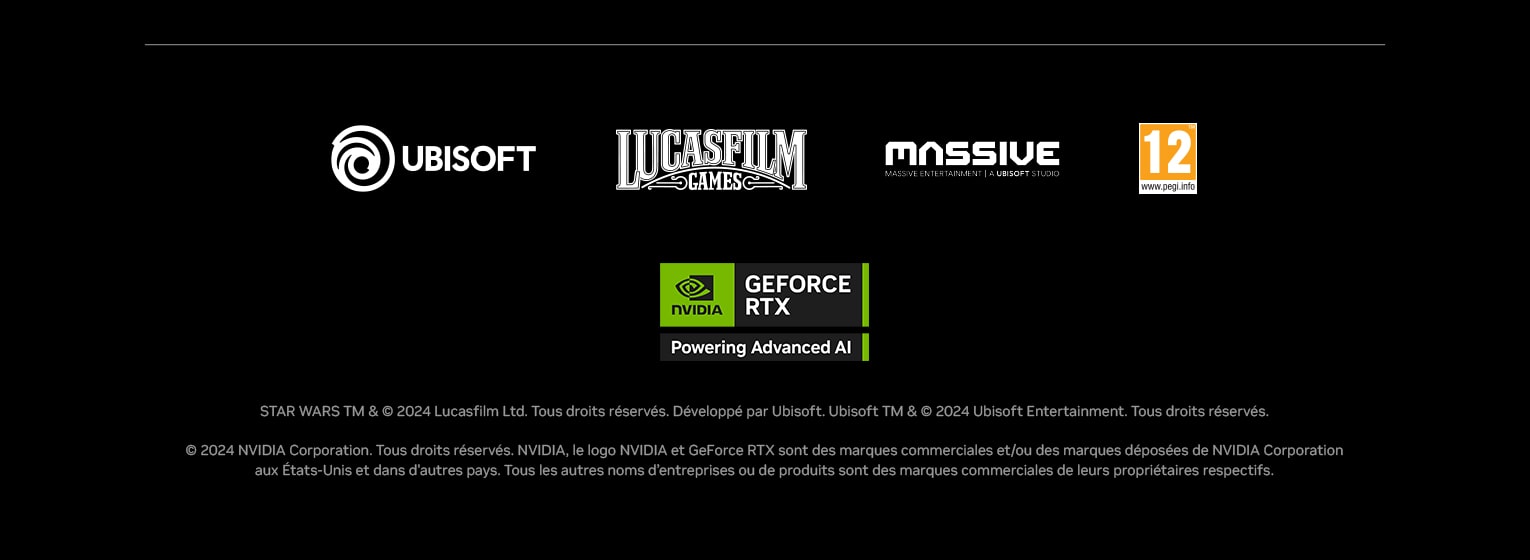 UBISOFT
LUCASFILM
GAMES
MASSIVE
MASSIVE ENTERTAINMENT | A UBISOFT STUDIO
12
www.pegi.info
NVIDIA
GEFORCE
RTX
Powering Advanced AI
STAR WARS TM & © 2024 Lucasfilm Ltd. Tous droits réservés. Développé par Ubisoft. Ubisoft TM & © 2024 Ubisoft Entertainment. Tous droits réservés.
© 2024 NVIDIA Corporation. Tous droits réservés. NVIDIA, le logo NVIDIA et GeForce RTX sont des marques commerciales et/ou des marques déposées de NVIDIA Corporation
aux États-Unis et dans d'autres pays. Tous les autres noms d'entreprises ou de produits sont des marques commerciales de leurs propriétaires respectifs.